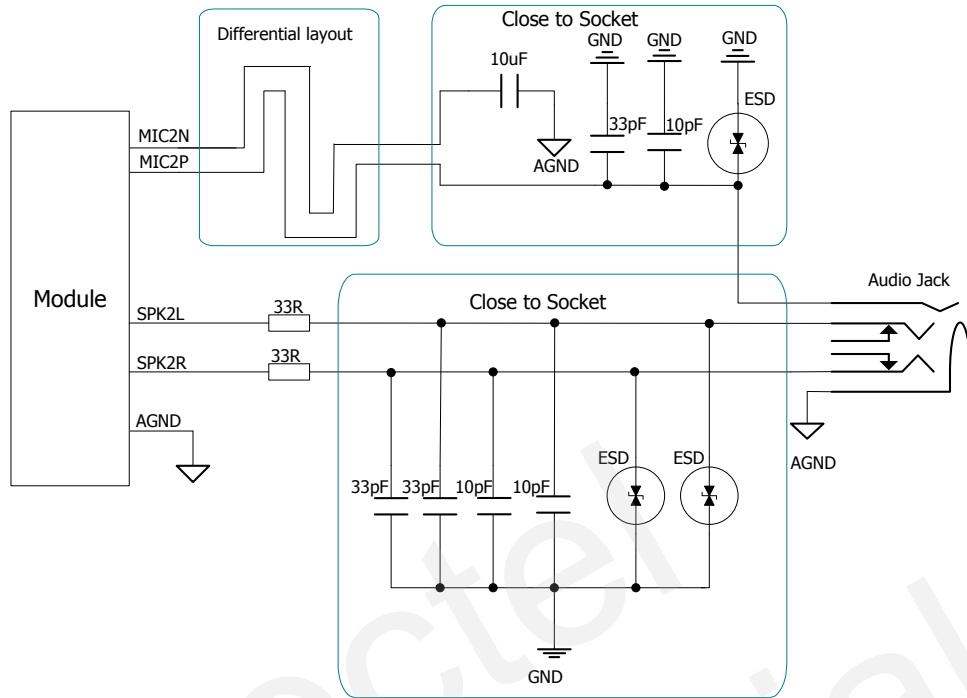 Close to Socket
Differential layout
GND
GND
GND
10uF
ESD
33pF
10pF
MIC2N
MIC2P
AGND
Module
Audio Jack
Close to Socket
SPK2L
33R
SPK2R
33R
AGND
AGND
ESD
ESD
33pF
33pF
10pF
10pF
GND